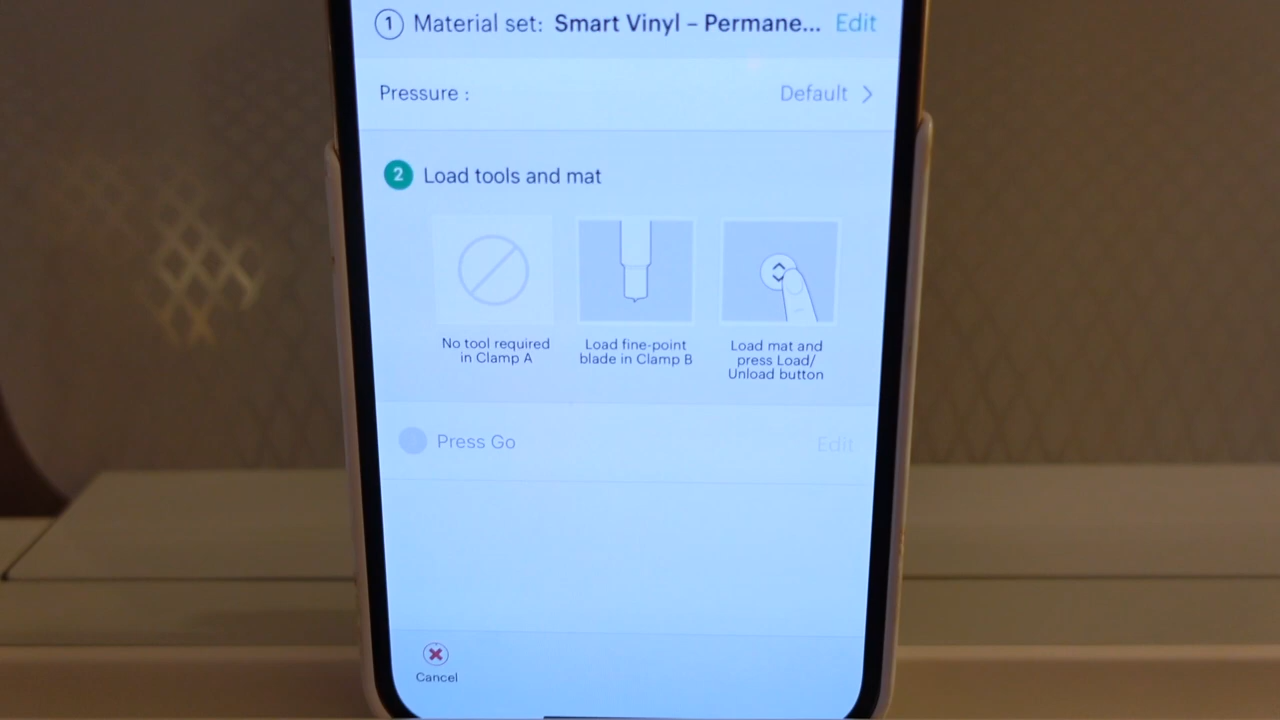 1 Material set: Smart Vinyl – Permane... Edit
Pressure : Default >
2 Load tools and mat
No tool required
in Clamp A
Load fine-point
blade in Clamp B
Load mat and
press Load/
Unload button
Press Go Edit
Cancel